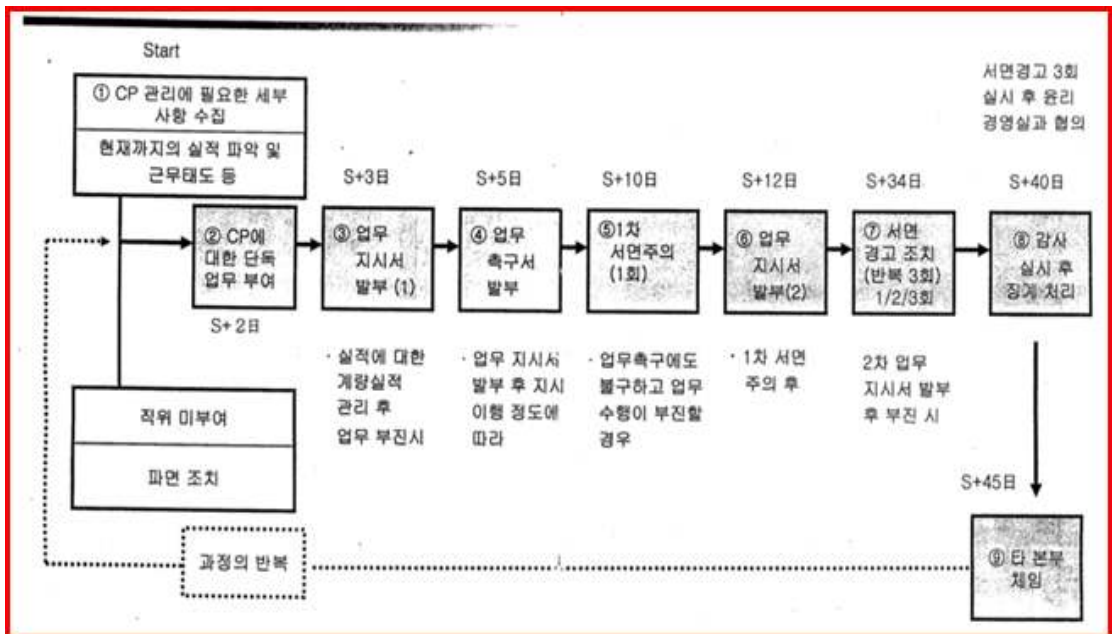 Start
① CP 관리에 필요한 세부
사항 수집
현재까지의 실적 파악 및
근무태도 등
서면경고 3회
실시 후 윤리
경영실과 협의
S+3日
S+5日
S+10日
S+12日
S+34日
S+40日
② CP에
대한 단독
업무 부여
③ 업무
지시서
발부 (1)
④ 업무
촉구서
발부
⑤1차
서면주의
(1회)
⑥ 업무
지시서
발부(2)
⑦ 서면
경고 조치
(반복 3회)
1/2/3회
⑧ 감사
실시 후
징계 처리
S+ 2日
· 실적에 대한
계량실적
관리 후
업무 부진시
· 업무 지시서
발부 후 지시
이행 정도에
따라
· 업무촉구에도
불구하고 업무
수행이 부진할
경우
· 1차 서면
주의 후
2차 업무
지시서 발부
후 부진 시
직위 미부여
파면 조치
S+45日
과정의 반복
⑨ 타 본부
체임